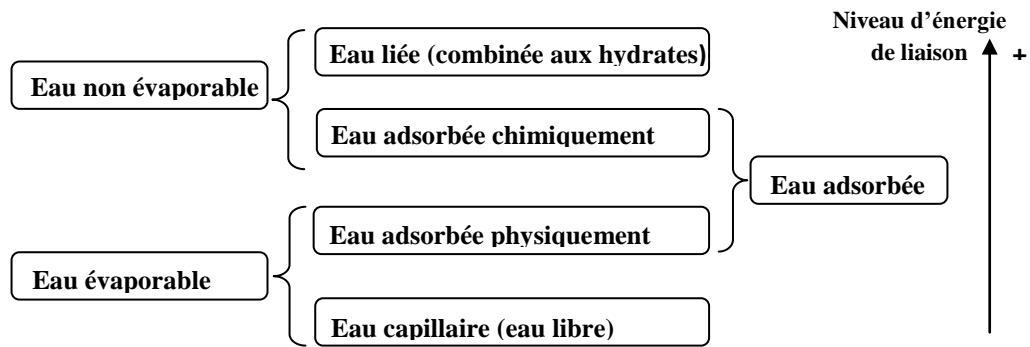 Niveau d'énergie
de liaison +
Eau liée (combinée aux hydrates)
Eau non évaporable
Eau adsorbée chimiquement
Eau adsorbée
Eau adsorbée physiquement
Eau évaporable
Eau capillaire (eau libre)